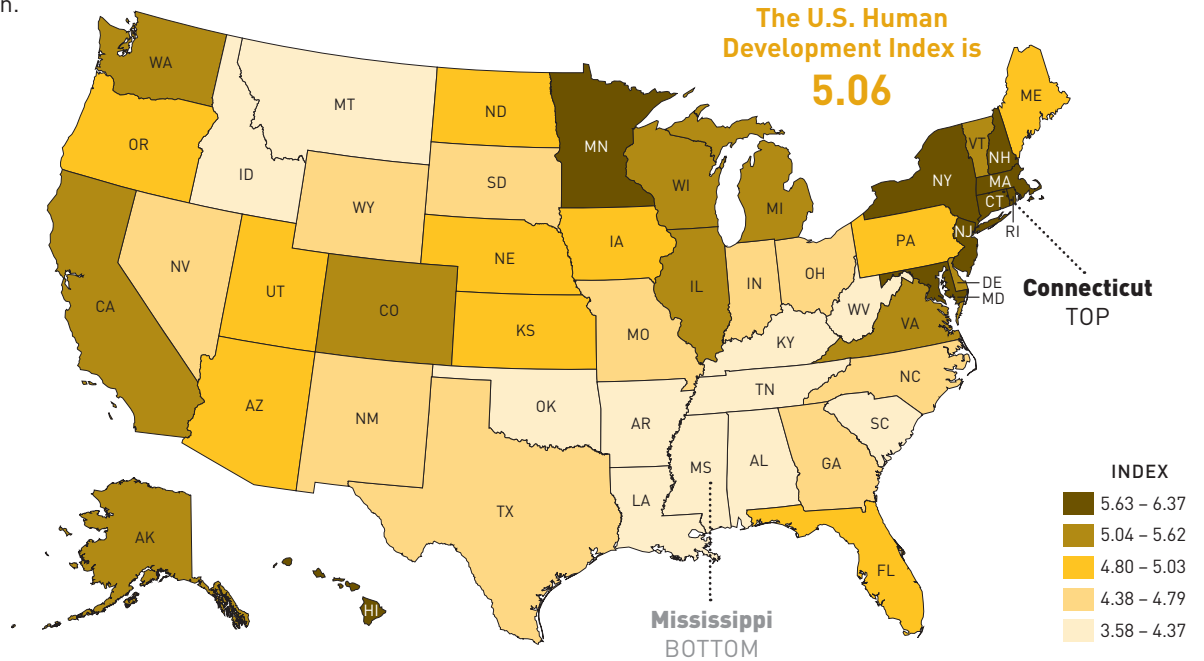 n.
The U.S. Human
Development Index is
5.06
WA
MT
ND
MN
ME
OR
ID
SD
WI
MI
VT
NH
NY
MA
CT
RI
WY
IA
NE
PA
NJ
NV
UT
CO
IL
IN
OH
DE
MD
WV
VA
CA
KS
MO
KY
Connecticut
TOP
AZ
NM
OK
AR
TN
NC
SC
MS
AL
GA
TX
LA
FL
AK
HI
Mississippi
BOTTOM
INDEX
5.63 – 6.37
5.04 – 5.62
4.80 – 5.03
4.38 – 4.79
3.58 – 4.37